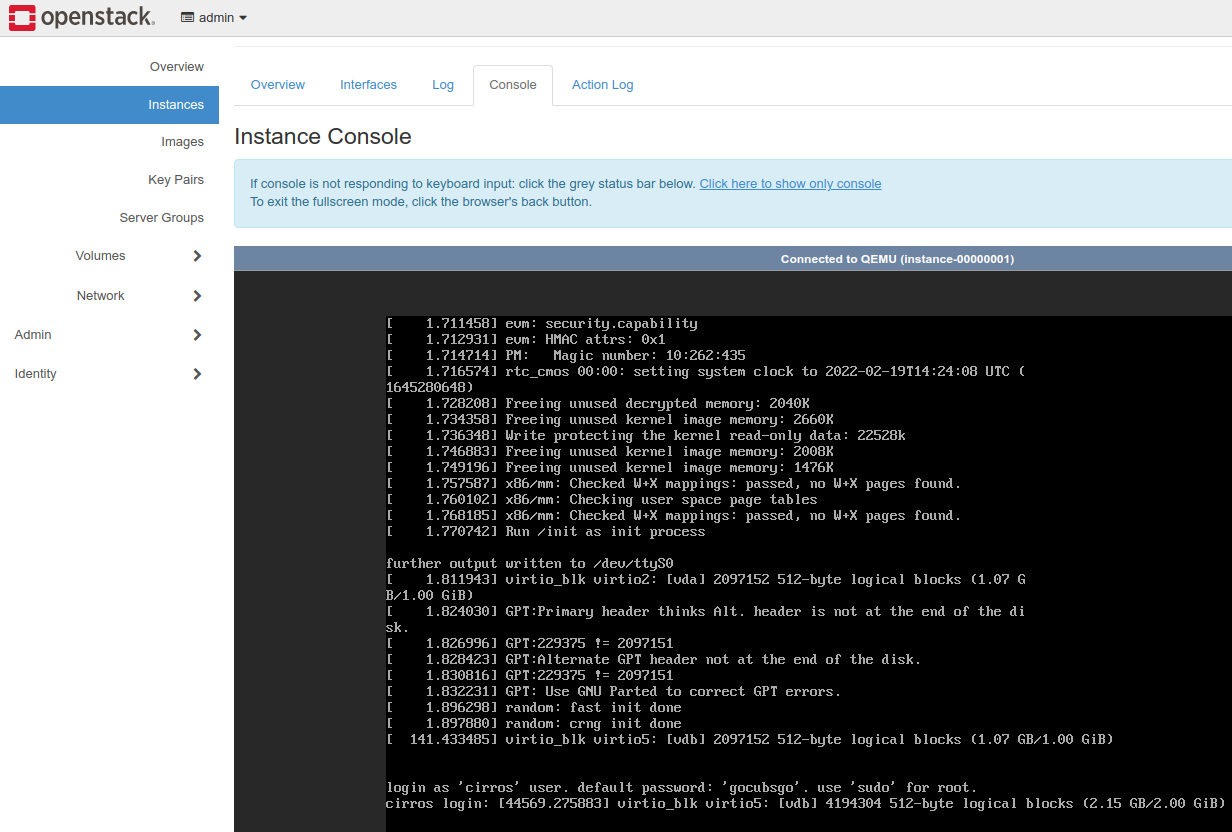 openstack.
admin
Overview
Instances
Images
Key Pairs
Server Groups
Volumes
Network
Admin
Identity
Overview Interfaces Log Console Action Log
Instance Console
If console is not responding to keyboard input: click the grey status bar below. Click here to show only console
To exit the fullscreen mode, click the browser's back button.
Connected to QEMU (instance-00000001)
[    1.711458] evm: security.capability
[    1.712931] evm: HMAC attrs: 0x1
[    1.714714] PM:   Magic number: 10:262:435
[    1.716574] rtc_cmos 00:00: setting system clock to 2022-02-19T14:24:08 UTC (
1645280648)
[    1.728208] Freeing unused decrypted memory: 2040K
[    1.734358] Freeing unused kernel image memory: 2660K
[    1.736348] Write protecting the kernel read-only data: 22528k
[    1.746883] Freeing unused kernel image memory: 2008K
[    1.749196] Freeing unused kernel image memory: 1476K
[    1.757587] x86/mm: Checked W+X mappings: passed, no W+X pages found.
[    1.760102] x86/mm: Checking user space page tables
[    1.768185] x86/mm: Checked W+X mappings: passed, no W+X pages found.
[    1.770742] Run /init as init process
further output written to /dev/ttyS0
[    1.811943] virtio_blk virtio2: [vda] 2097152 512-byte logical blocks (1.07 G
B/1.00 GiB)
[    1.824030] GPT:Primary header thinks Alt. header is not at the end of the di
sk.
[    1.826996] GPT:229375 != 2097151
[    1.828423] GPT:Alternate GPT header not at the end of the disk.
[    1.830816] GPT:229375 != 2097151
[    1.832231] GPT: Use GNU Parted to correct GPT errors.
[    1.896298] random: fast init done
[    1.897880] random: crng init done
[  141.433485] virtio_blk virtio5: [vdb] 2097152 512-byte logical blocks (1.07 GB/1.00 GiB)
login as 'cirros' user. default password: 'gocubsgo'. use 'sudo' for root.
cirros login: [44569.275883] virtio_blk virtio5: [vdb] 4194304 512-byte logical blocks (2.15 GB/2.00 GiB)